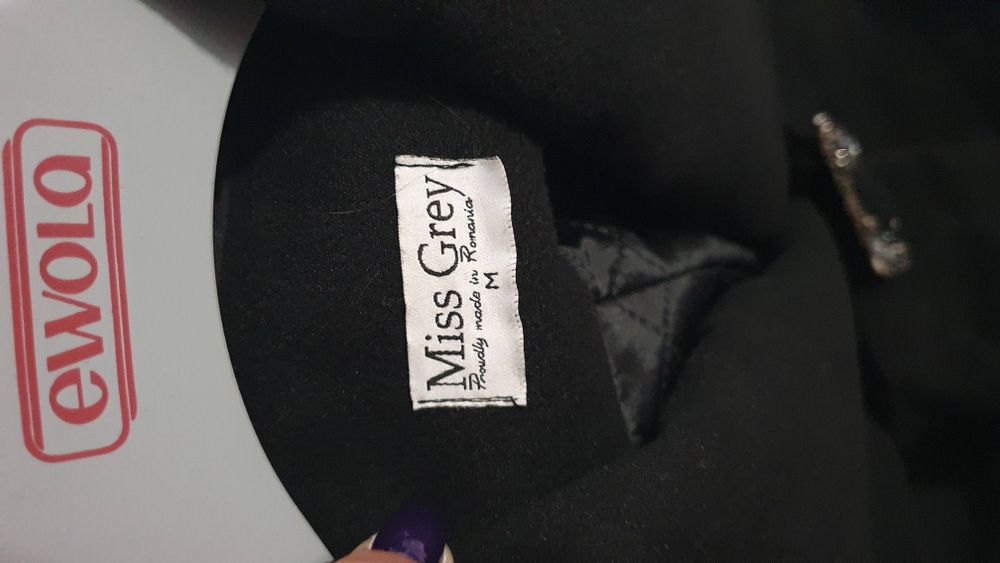 ewola
Miss Grey
Proudly made in Romania
M